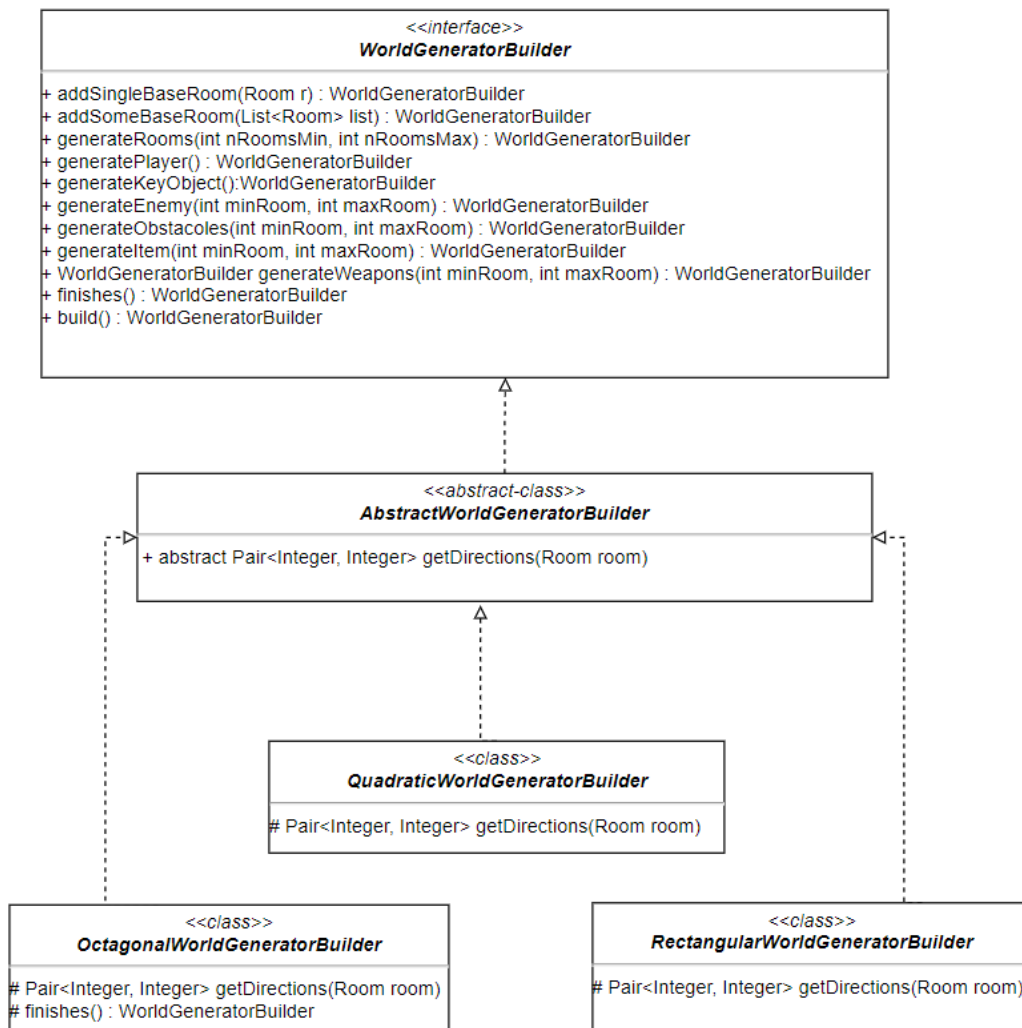 <<interface>>
WorldGeneratorBuilder
+ addSingleBaseRoom(Room r) : WorldGeneratorBuilder
+ addSomeBaseRoom(List<Room> list) : WorldGeneratorBuilder
+ generateRooms(int nRoomsMin, int nRoomsMax) : WorldGeneratorBuilder
+ generatePlayer() : WorldGeneratorBuilder
+ generateKeyObject():WorldGeneratorBuilder
+ generateEnemy(int minRoom, int maxRoom) : WorldGeneratorBuilder
+ generateObstacoles(int minRoom, int maxRoom) : WorldGeneratorBuilder
+ generateItem(int minRoom, int maxRoom) : WorldGeneratorBuilder
+ WorldGeneratorBuilder generateWeapons(int minRoom, int maxRoom) : WorldGeneratorBuilder
+ finishes() : WorldGeneratorBuilder
+ build() : WorldGeneratorBuilder
<<abstract-class>>
AbstractWorldGeneratorBuilder
+ abstract Pair<Integer, Integer> getDirections(Room room)
<<class>>
QuadraticWorldGeneratorBuilder
# Pair<Integer, Integer> getDirections(Room room)
<<class>>
OctagonalWorldGeneratorBuilder
# Pair<Integer, Integer> getDirections(Room room)
# finishes() : WorldGeneratorBuilder
<<class>>
RectangularWorldGeneratorBuilder
# Pair<Integer, Integer> getDirections(Room room)